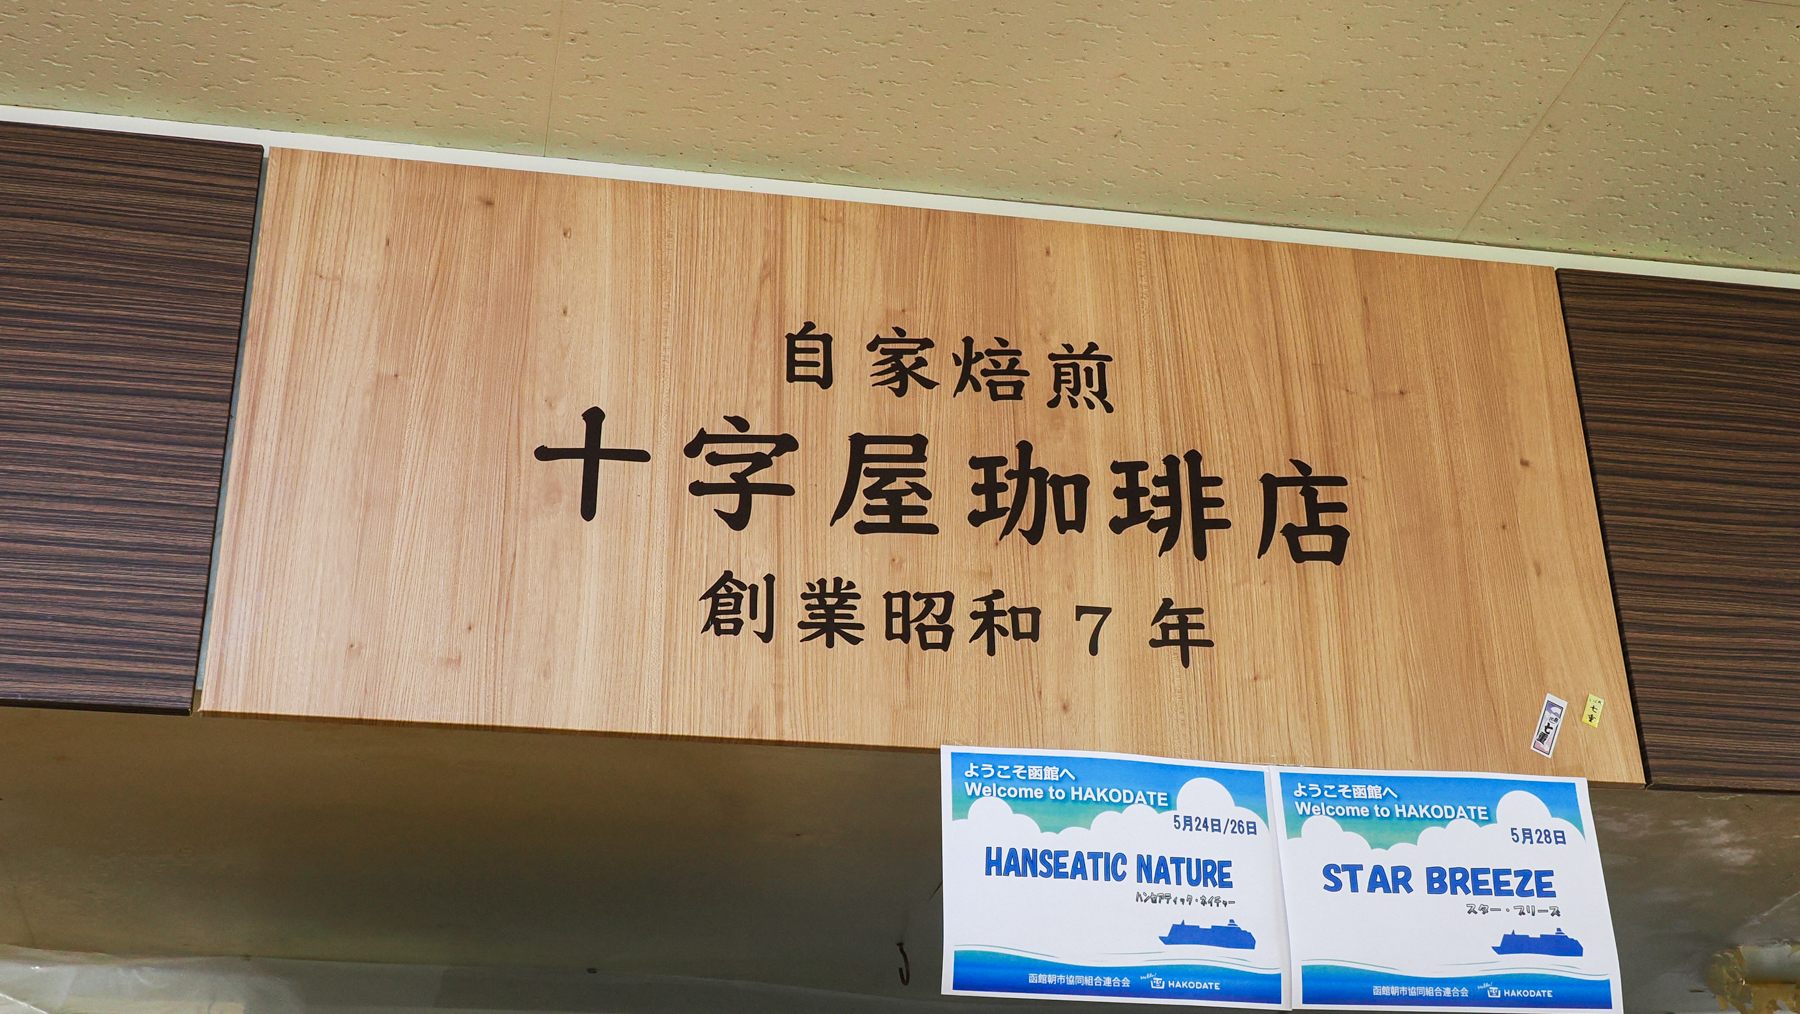 自家焙煎
十字屋珈琲店
創業昭和7年
ようこそ函館へ
Welcome to HAKODATE
5月24日/26日
HANSEATIC NATURE
ハンセアティック・ネイチャー
函館朝市協同組合連合会
HAKODATE
ようこそ函館へ
Welcome to HAKODATE
5月28日
STAR BREEZE
スター・ブリーズ
函館朝市協同組合連合会
HAKODATE